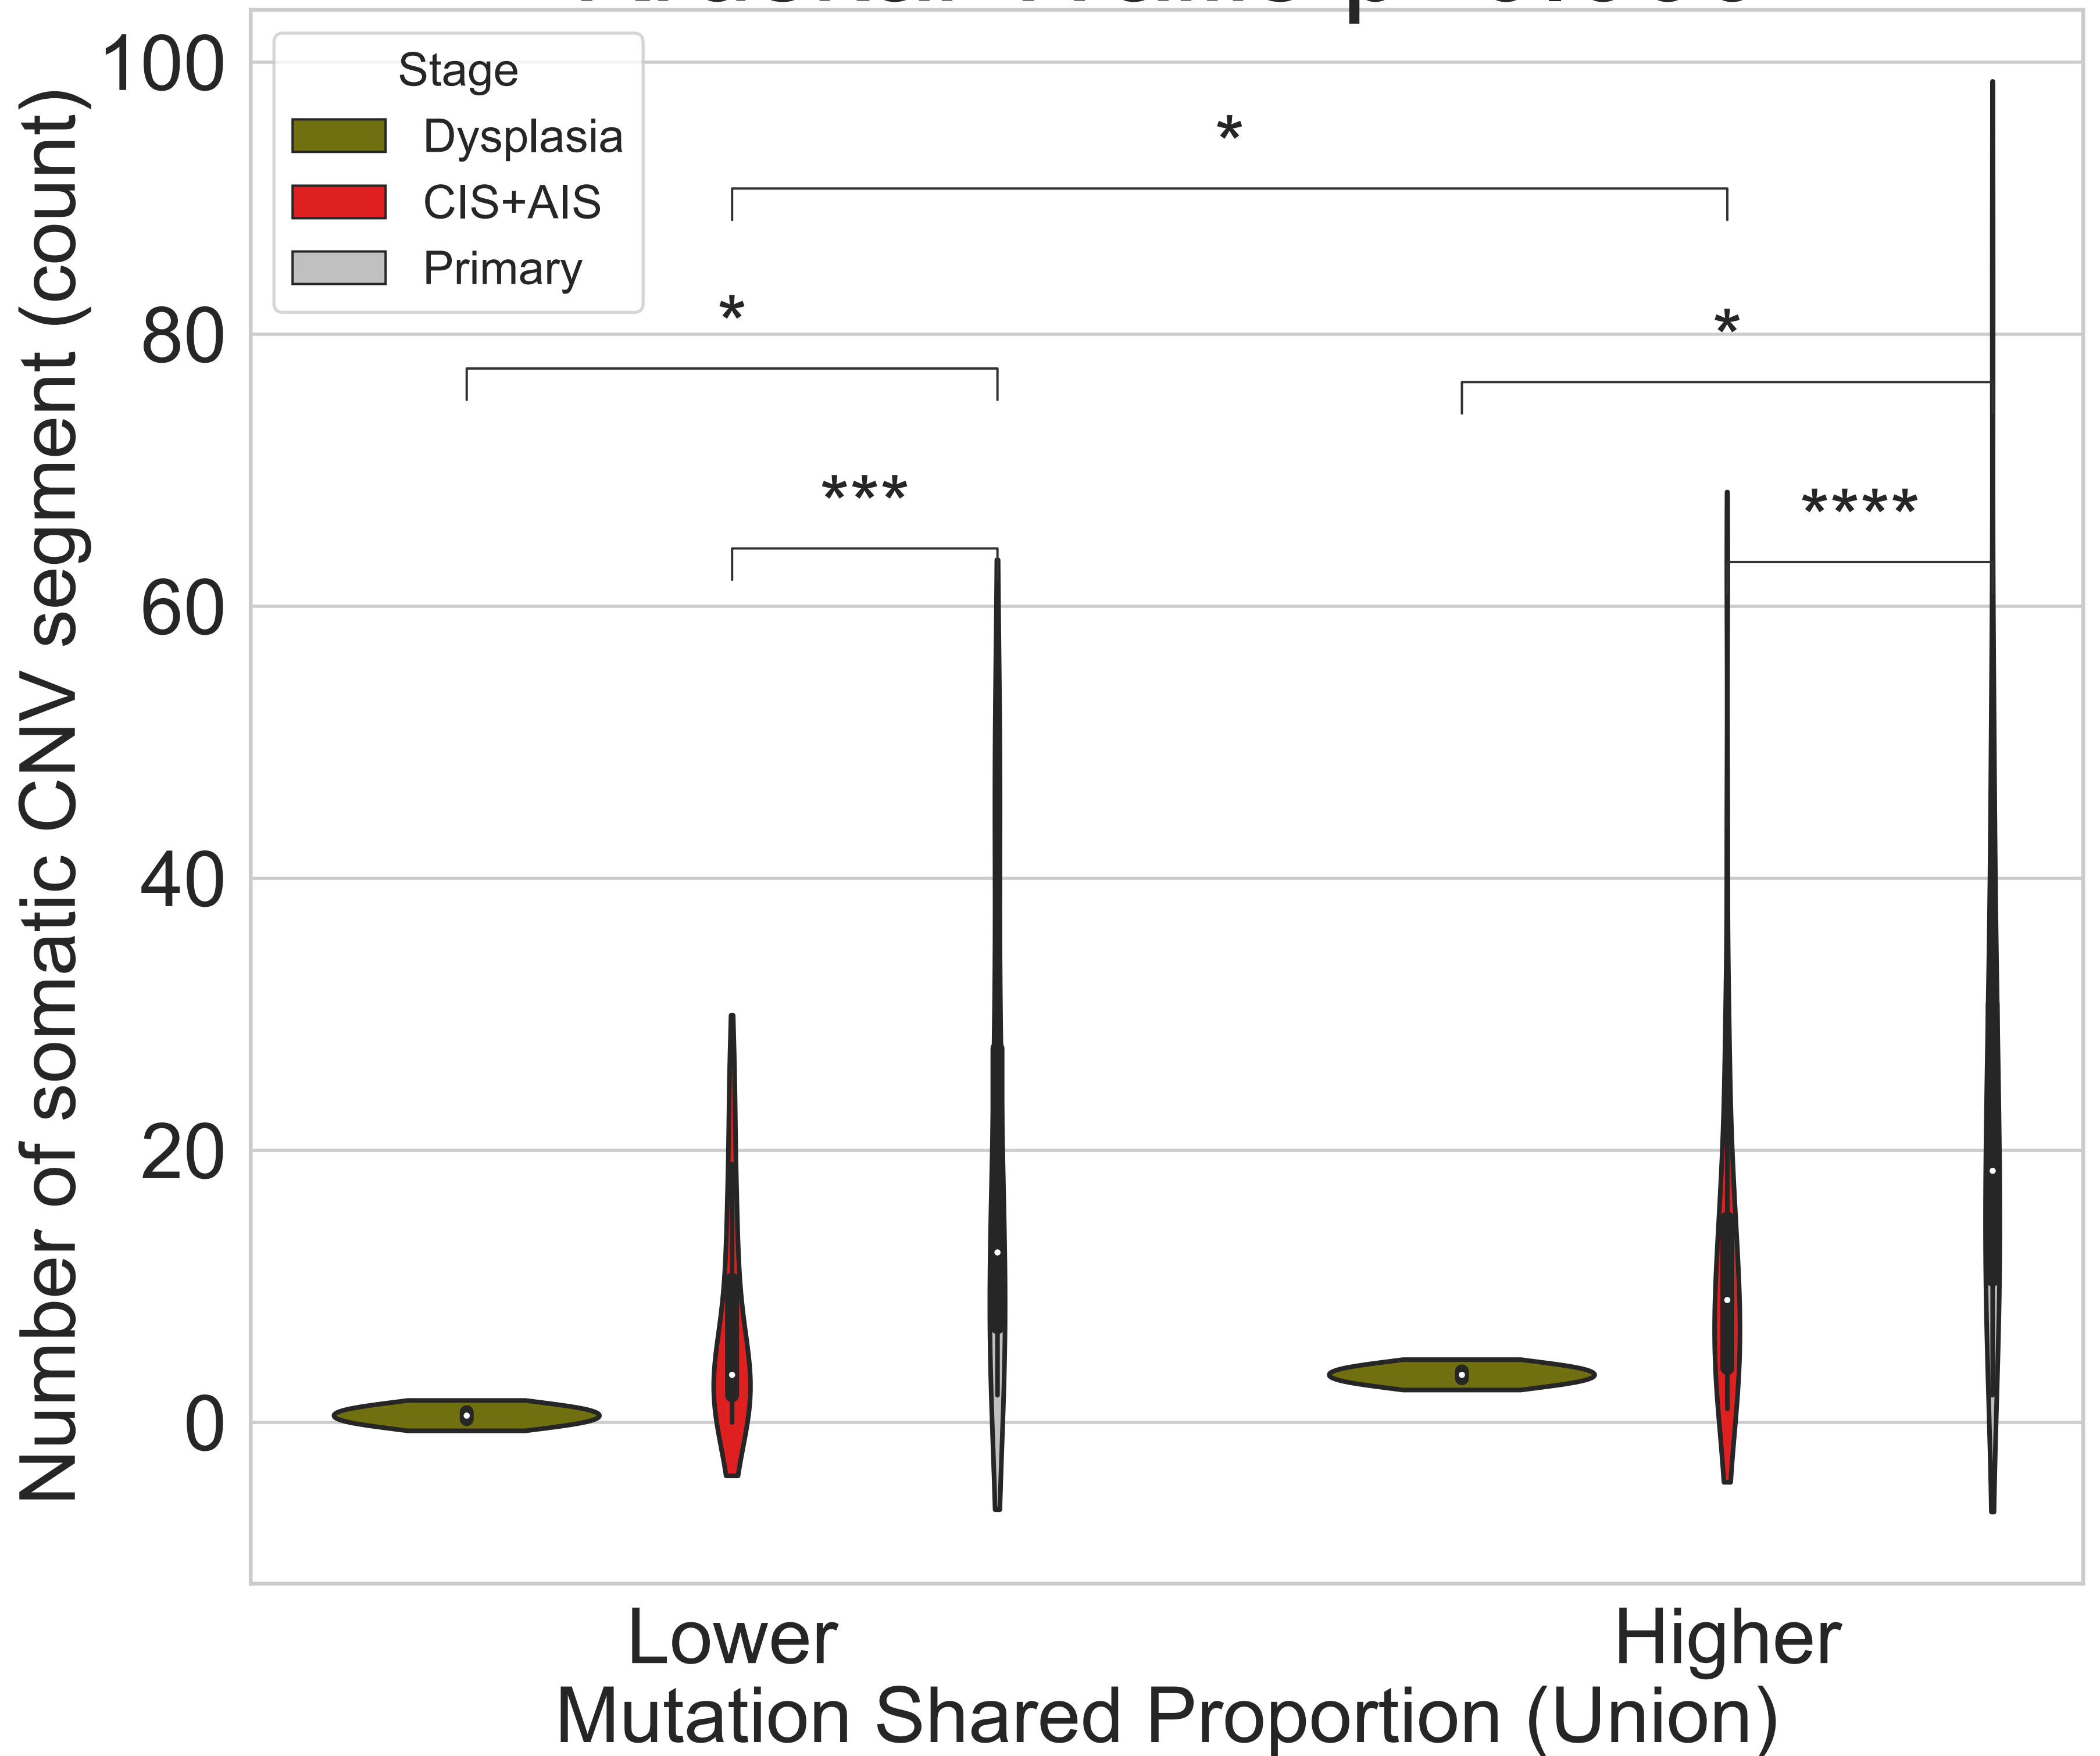 100
80
60
40
20
0
Number of somatic CNV segment (count)
Stage
Dysplasia
CIS+AIS
Primary
*
*
*
***
****
Lower
Higher
Mutation Shared Proportion (Union)